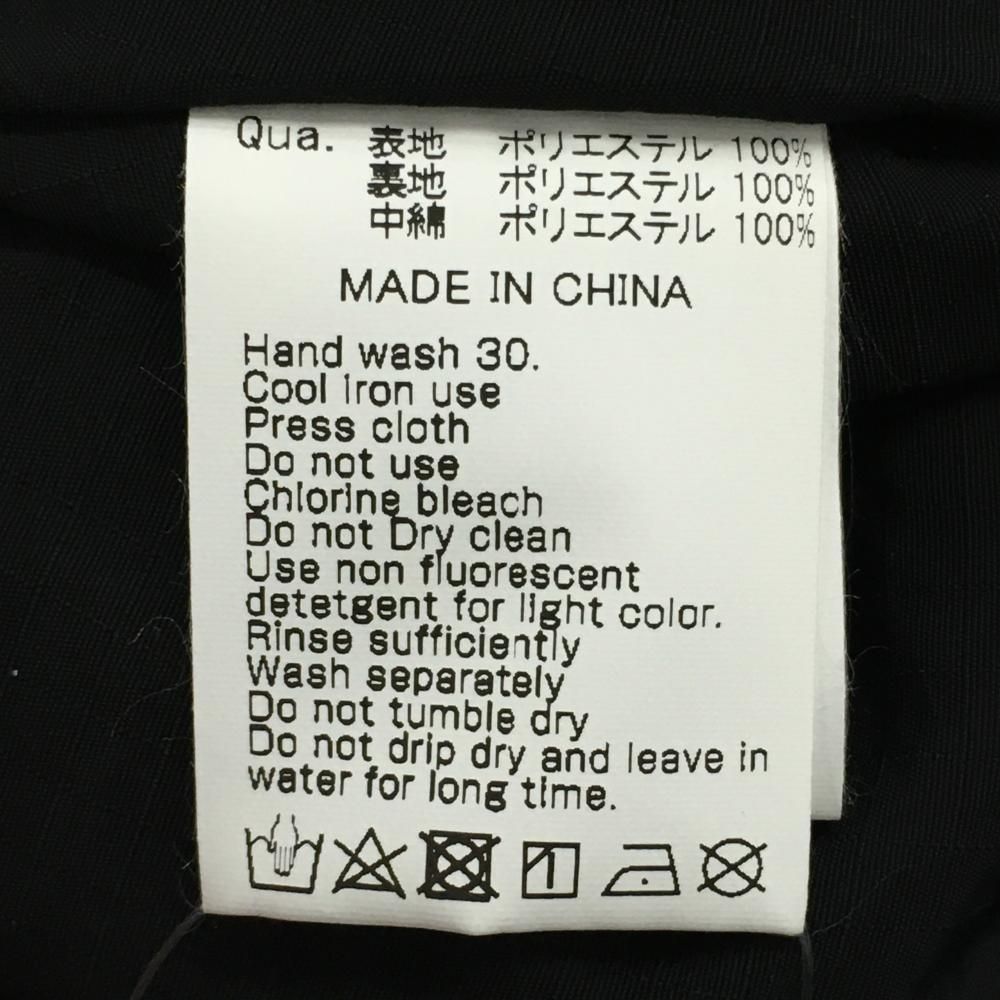 Qua. 表地 ポリエステル 100%
裏地 ポリエステル 100%
中綿 ポリエステル 100%
MADE IN CHINA
Hand wash 30.
Cool iron use
Press cloth
Do not use
Chlorine bleach
Do not Dry clean
Use non fluorescent
detetgent for light color.
Rinse sufficiently
Wash separately
Do not tumble dry
Do not drip dry and leave in
water for long time.